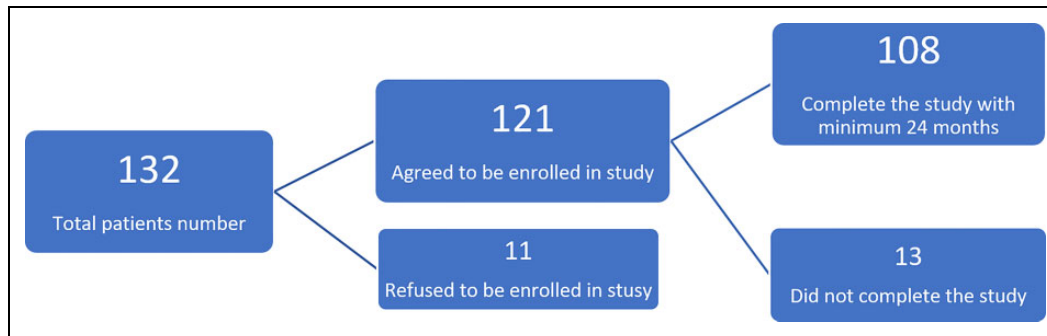 132
Total patients number
121
Agreed to be enrolled in study
11
Refused to be enrolled in stusy
108
Complete the study with
minimum 24 months
13
Did not complete the study